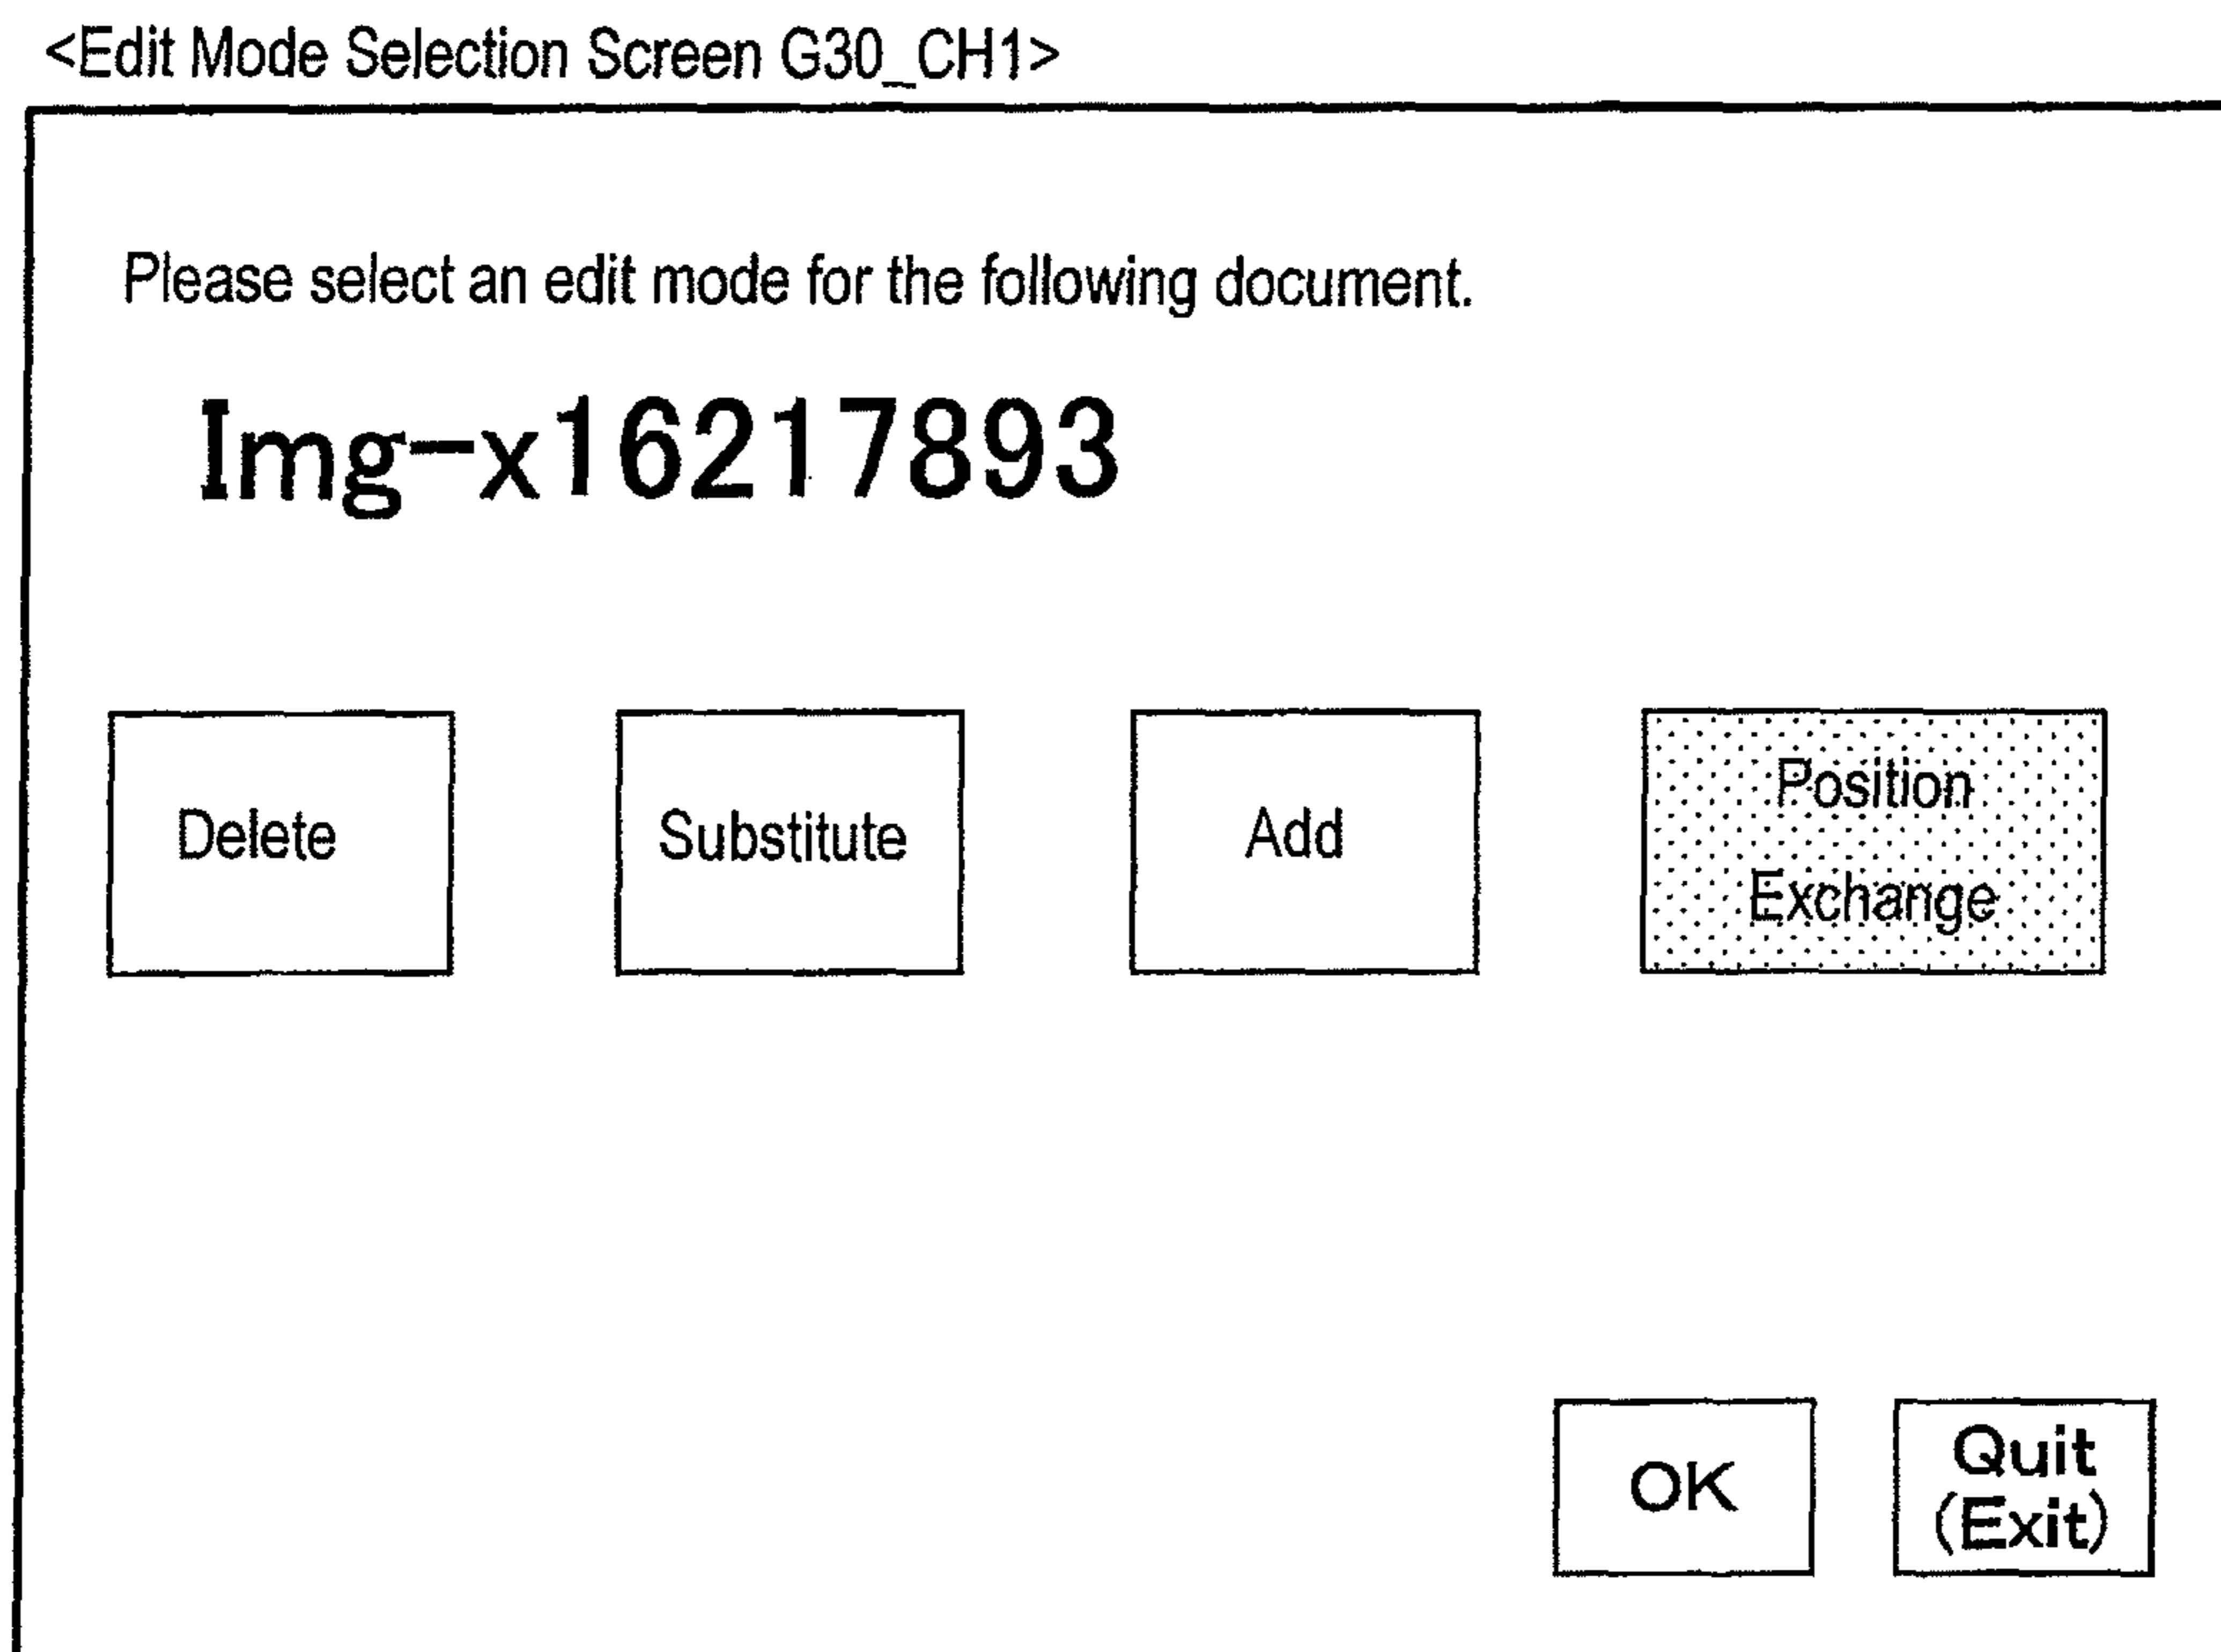 <Edit Mode Selection Screen G30_CH1>
Please select an edit mode for the following document.
Img-x16217893
Delete
Substitute
Add
Position
Exchange
OK
Quit
(Exit)